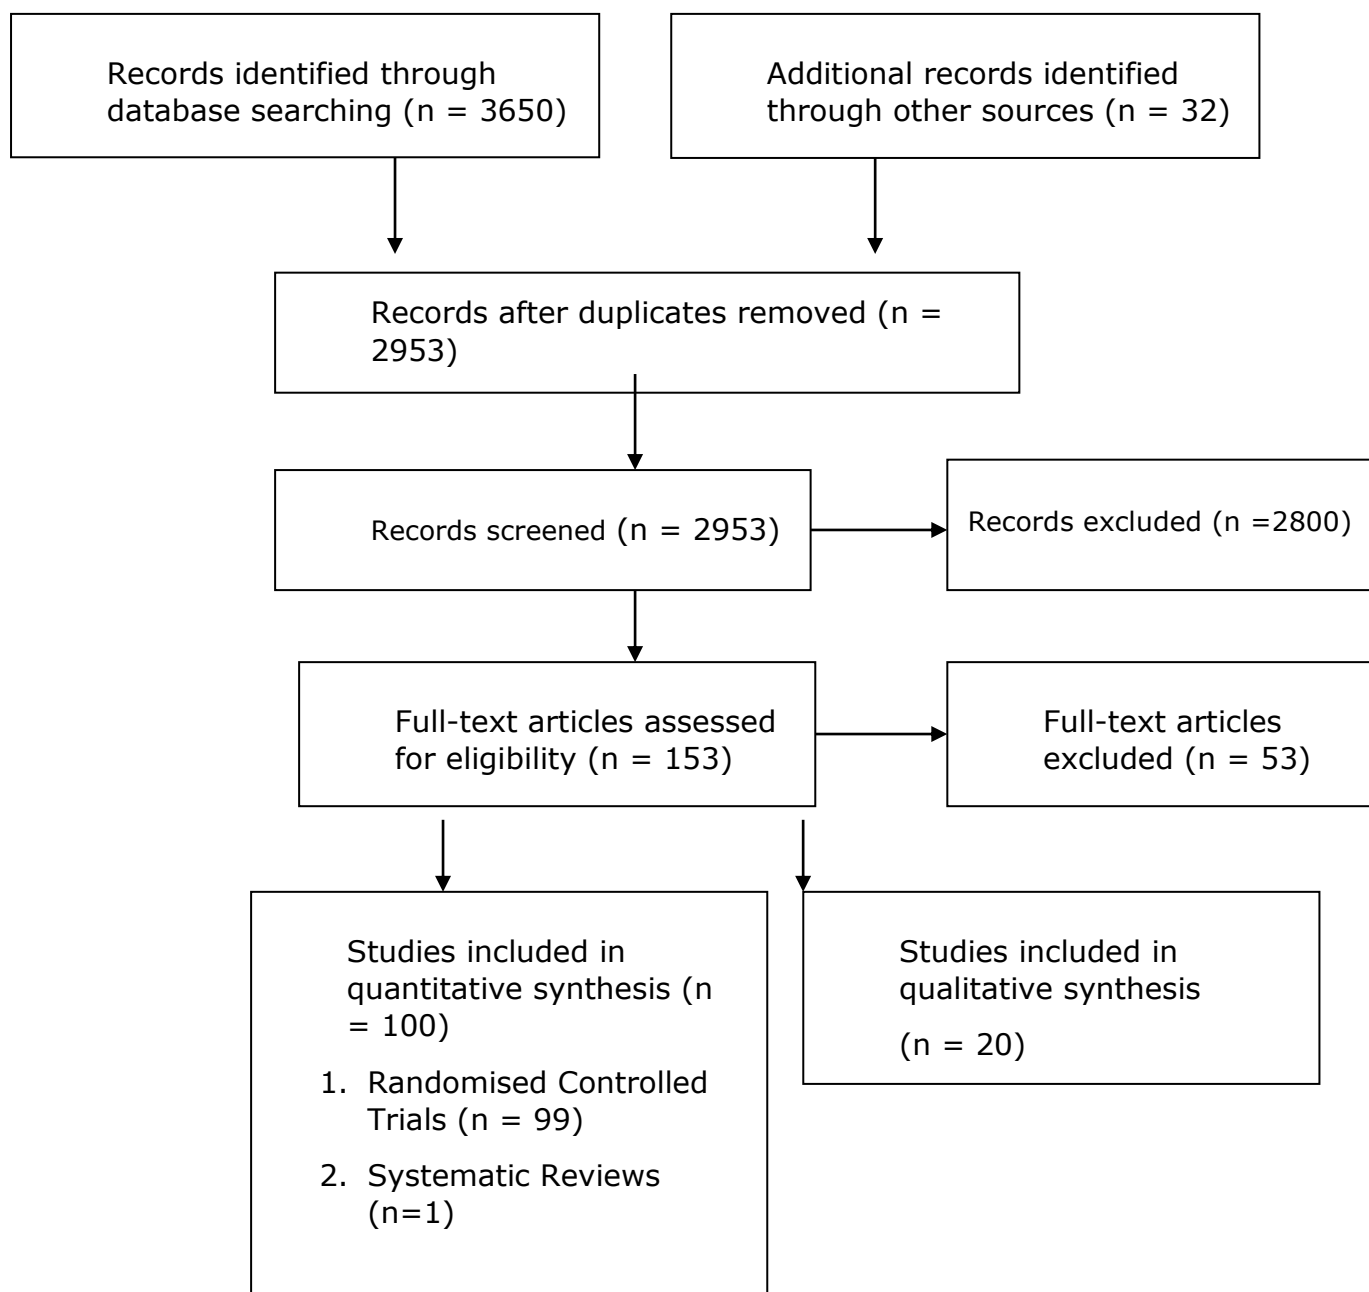 Records identified through
database searching (n = 3650)
Additional records identified
through other sources (n = 32)
Records after duplicates removed (n =
2953)
Records screened (n = 2953)
Records excluded (n =2800)
Full-text articles assessed
for eligibility (n = 153)
Full-text articles
excluded (n = 53)
Studies included in
quantitative synthesis (n
= 100)
1. Randomised Controlled
Trials (n = 99)
2. Systematic Reviews
(n=1)
Studies included in
qualitative synthesis
(n = 20)